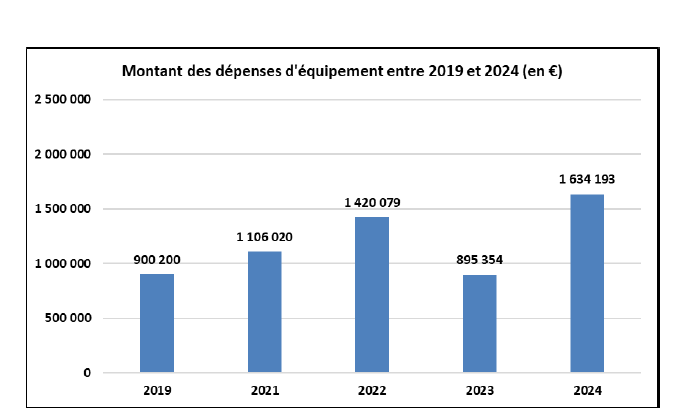 Montant des dépenses d'équipement entre 2019 et 2024 (en €)
2 500 000
2 000 000
1 500 000
1 000 000
500 000
0
900 200
1 106 020
1 420 079
895 354
1 634 193
2019
2021
2022
2023
2024